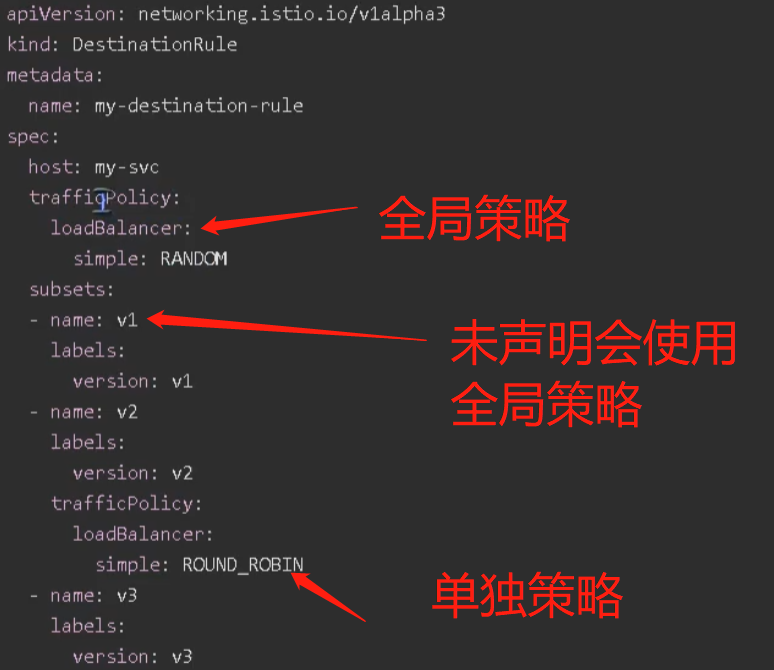 apiVersion: networking.istio.io/v1alpha3
kind: DestinationRule
metadata:
  name: my-destination-rule
spec:
  host: my-svc
  trafficPolicy:
    loadBalancer:
全局策略
      simple: RANDOM
  subsets:
  - name: v1
未声明会使用
全局策略
    labels:
      version: v1
  - name: v2
    labels:
      version: v2
    trafficPolicy:
      loadBalancer:
        simple: ROUND_ROBIN
单独策略
  - name: v3
    labels:
      version: v3